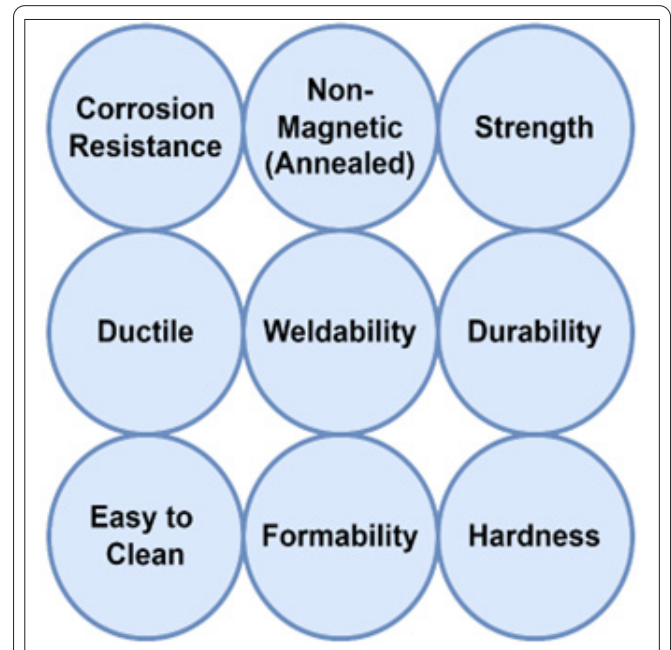 Corrosion
Resistance
Non-
Magnetic
(Annealed)
Strength
Ductile
Weldability
Durability
Easy to
Clean
Formability
Hardness